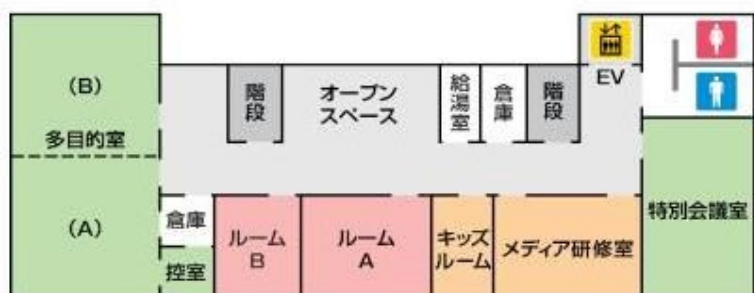 (B)
多目的室
(A)
階段
オープン
スペース
給湯室
倉庫
階段
EV
倉庫
控室
ルーム
B
ルーム
A
キッズ
ルーム
メディア研修室
特別会議室